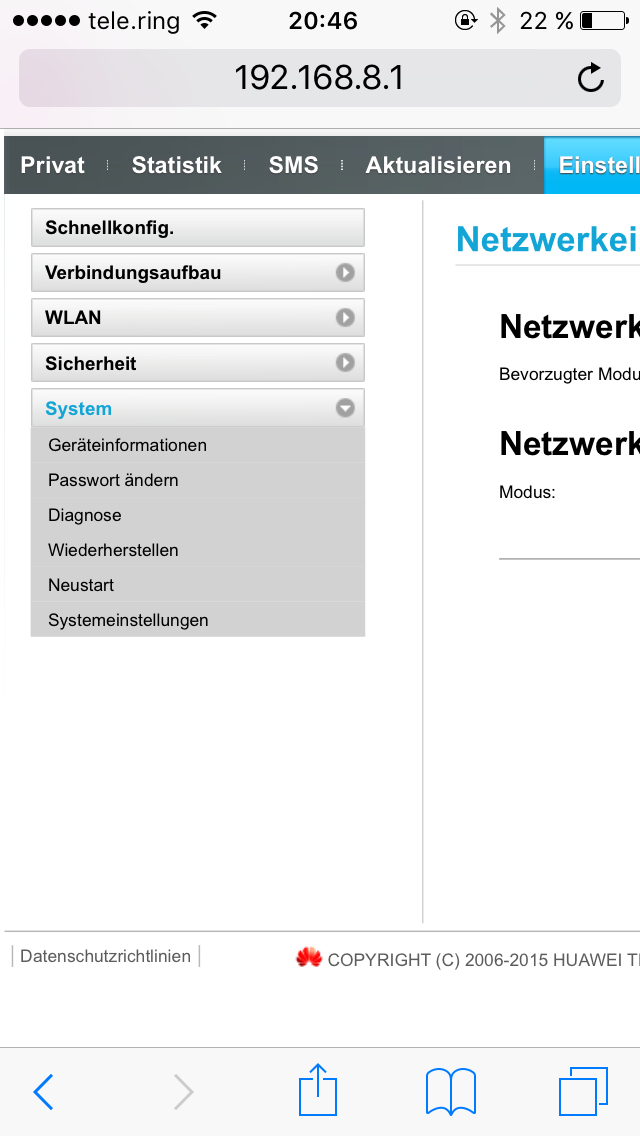 tele.ring 20:46 22 %
192.168.8.1
Privat Statistik SMS Aktualisieren Einstell
Schnellkonfig.
Verbindungsaufbau
WLAN
Sicherheit
System
Geräteinformationen
Passwort ändern
Diagnose
Wiederherstellen
Neustart
Systemeinstellungen
Netzwerkei
Netzwerk
Bevorzugter Modu
Netzwerk
Modus:
Datenschutzrichtlinien
COPYRIGHT (C) 2006-2015 HUAWEI T